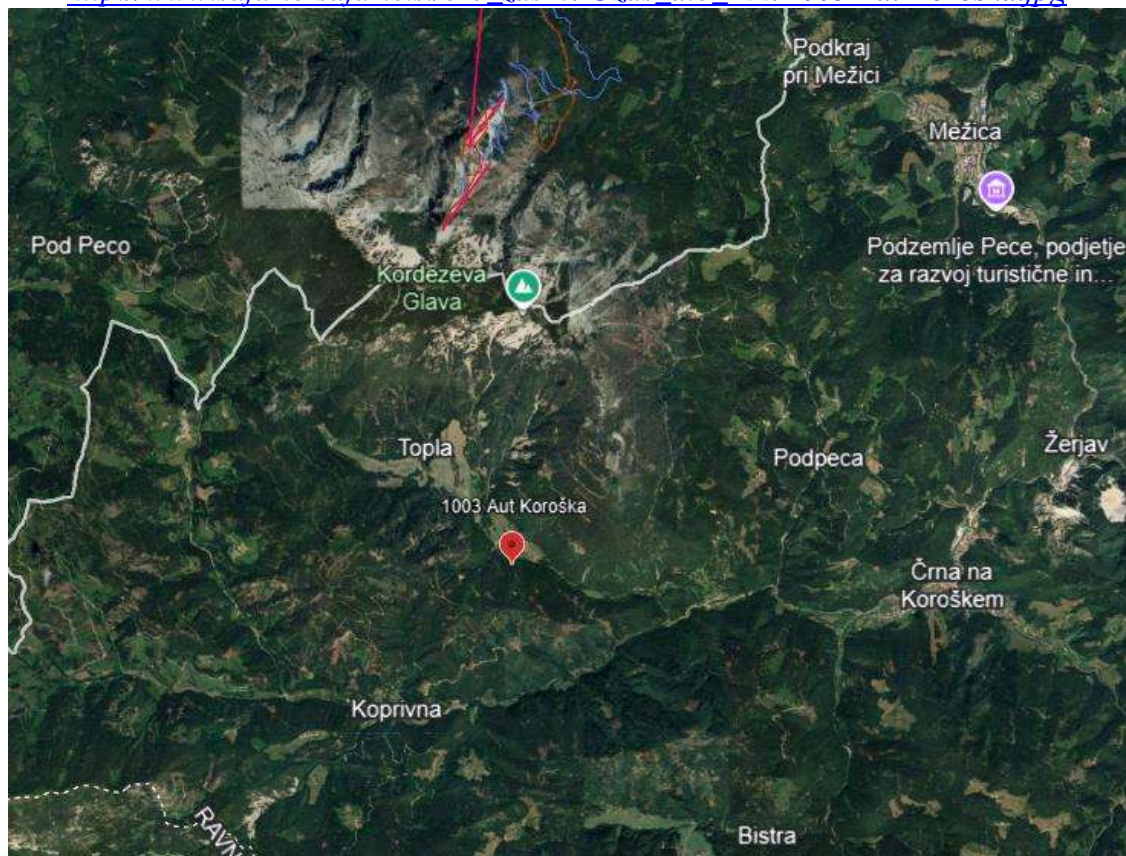 Podkraj
pri Mežici
Mežica
Pod Peco
Podzemlje Pece, podjetje
za razvoj turistične in...
Kordeževa
Glava
Topla
Podpeca
Žerjav
1003 Aut Koroška
Črna na
Koroškem
Koprivna
Bistra